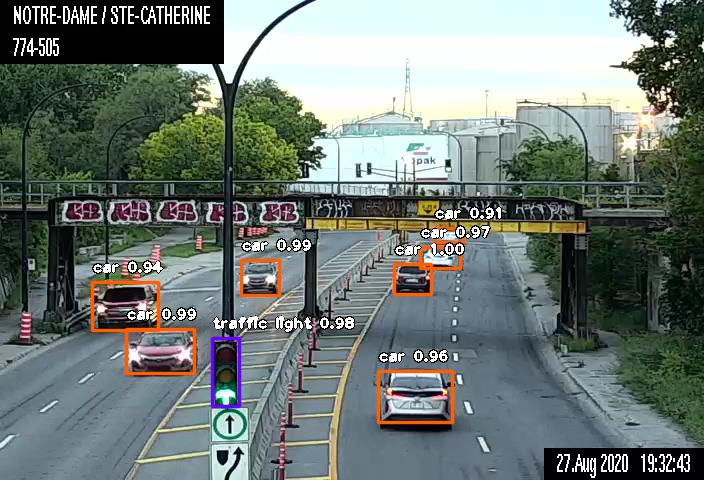 NOTRE-DAME / STE-CATHERINE
774-505
opak
car 0.91
car 0.97
car 0.99
car 1.00
car 0.94
car 0.99
traffic light 0.98
car 0.96
27.Aug 2020 19:32:43